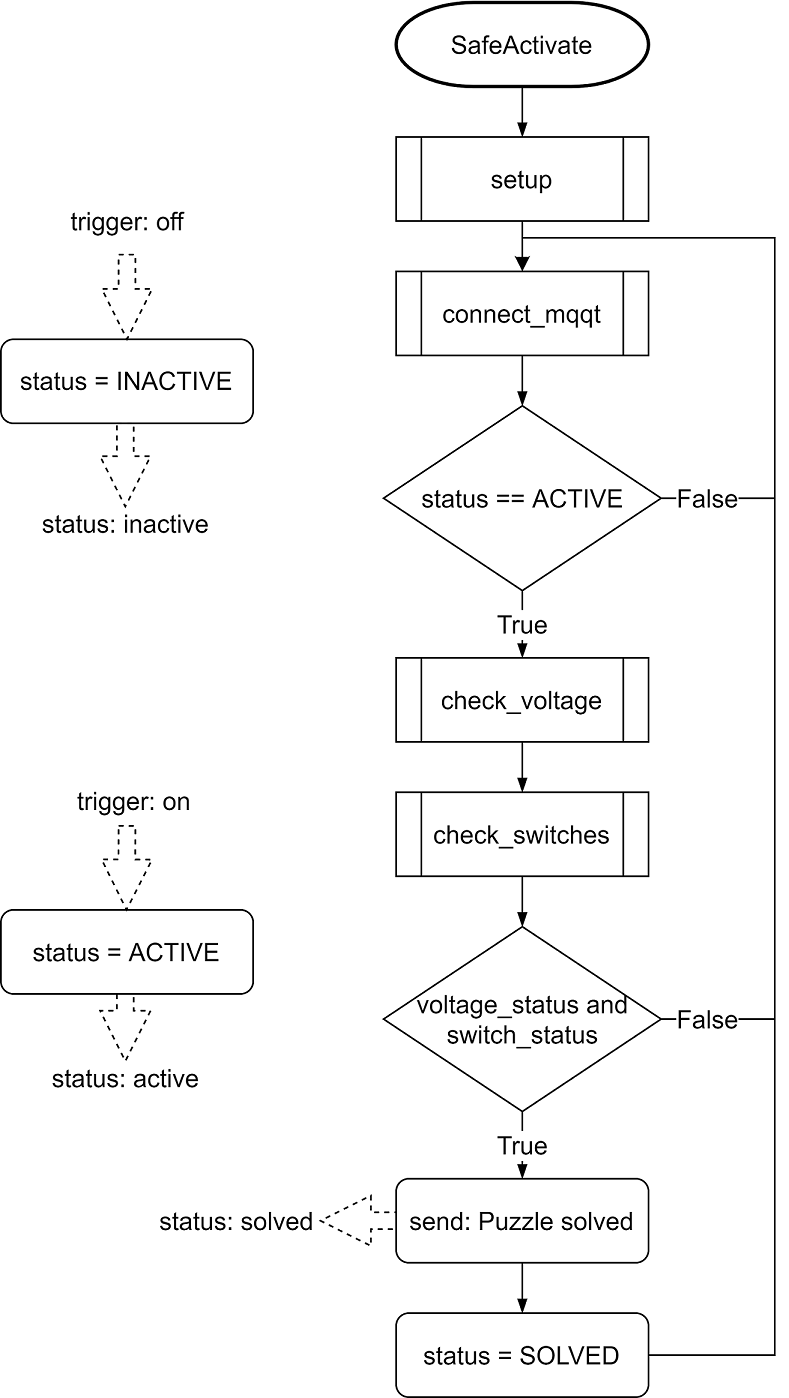 SafeActivate
setup
trigger: off
connect_mqqt
status = INACTIVE
status == ACTIVE
False
status: inactive
True
check_voltage
trigger: on
check_switches
status = ACTIVE
voltage_status and
switch_status
False
status: active
True
status: solved
send: Puzzle solved
status = SOLVED